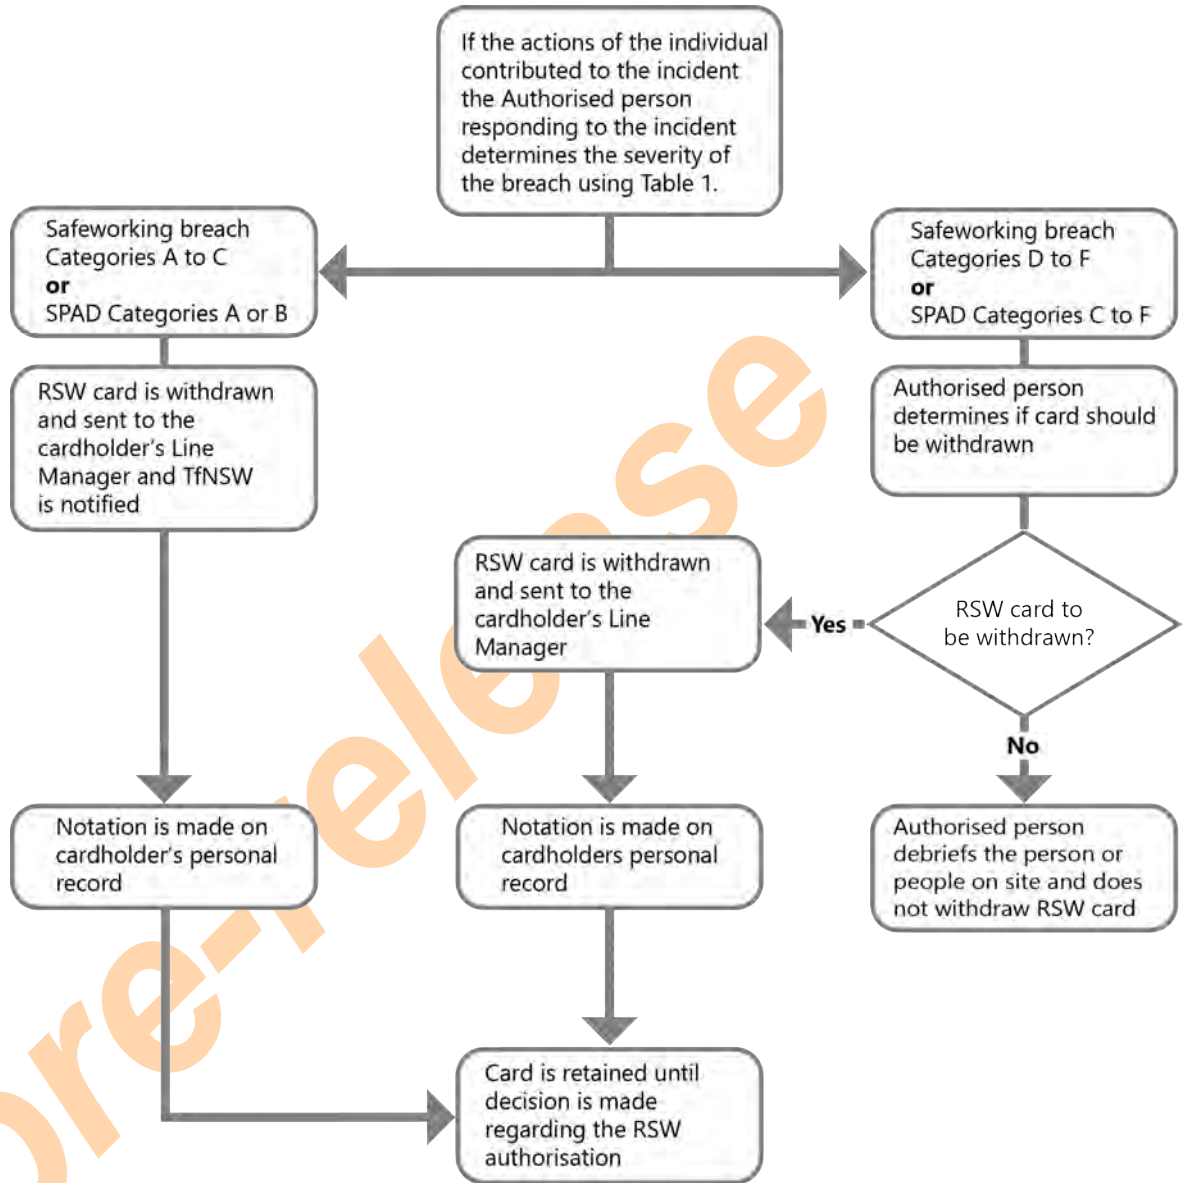 If the actions of the individual
contributed to the incident
the Authorised person
responding to the incident
determines the severity of
the breach using Table 1.
Safeworking breach
Categories A to C
or
SPAD Categories A or B
Safeworking breach
Categories D to F
or
SPAD Categories C to F
RSW card is withdrawn
and sent to the
cardholder's Line
Manager and TfNSW
is notified
Authorised person
determines if card should
be withdrawn
RSW card is withdrawn
and sent to the
cardholder's Line
Manager
Yes
RSW card to
be withdrawn?
No
Notation is made on
cardholder's personal
record
Notation is made on
cardholders personal
record
Authorised person
debriefs the person or
people on site and does
not withdraw RSW card
Card is retained until
decision is made
regarding the RSW
authorisation
pre-release